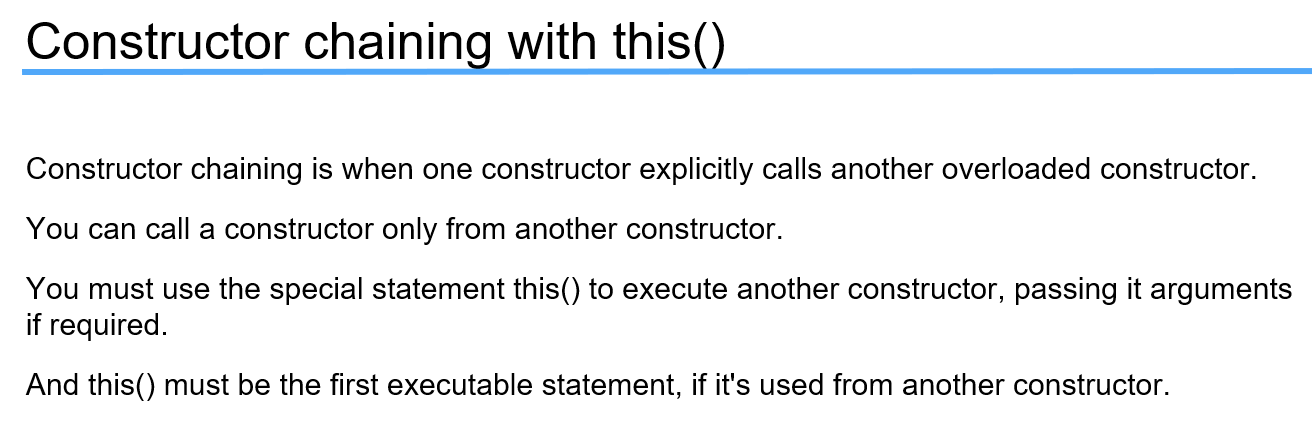 Constructor chaining with this()
Constructor chaining is when one constructor explicitly calls another overloaded constructor.
You can call a constructor only from another constructor.
You must use the special statement this() to execute another constructor, passing it arguments
if required.
And this() must be the first executable statement, if it's used from another constructor.